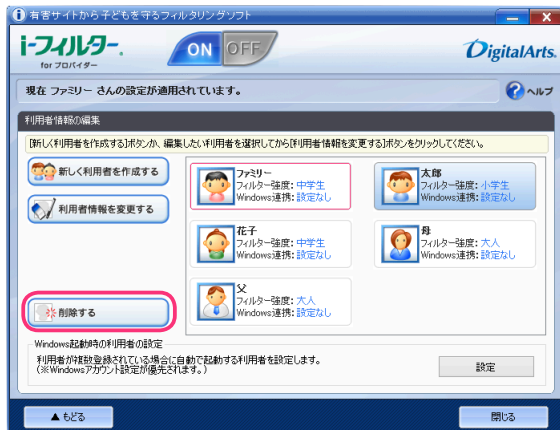 有害サイトから子どもを守るフィルタリングソフト
i-フィルター®
for プロバイダー
ON OFF
DigitalArts®
現在 ファミリー さんの設定が適用されています。
ヘルプ
利用者情報の編集
[新しく利用者を作成する]ボタンか、編集したい利用者を選択してから[利用者情報を変更する]ボタンをクリックしてください。
新しく利用者を作成する
利用者情報を変更する
削除する
ファミリー
フィルター強度: 中学生
Windows連携: 設定なし
太郎
フィルター強度: 小学生
Windows連携: 設定なし
花子
フィルター強度: 中学生
Windows連携: 設定なし
母
フィルター強度: 大人
Windows連携: 設定なし
父
フィルター強度: 大人
Windows連携: 設定なし
Windows起動時の利用者の設定
利用者が複数登録されている場合に自動で起動する利用者を設定します。
(※Windowsアカウント設定が優先されます。)
設定
▲もどる
閉じる